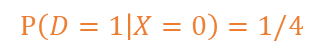 P(D = 1|X = 0) = 1/4